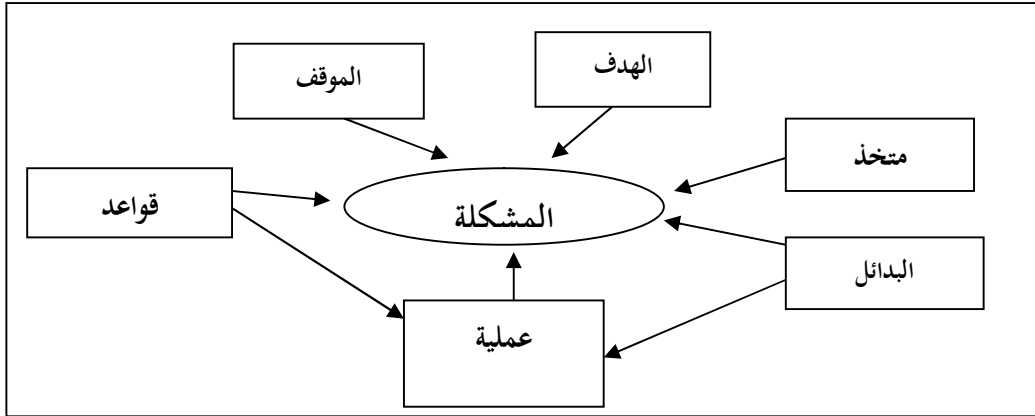 الهدف
الموقف
متخذ
قواعد
المشكلة
البدائل
عملية